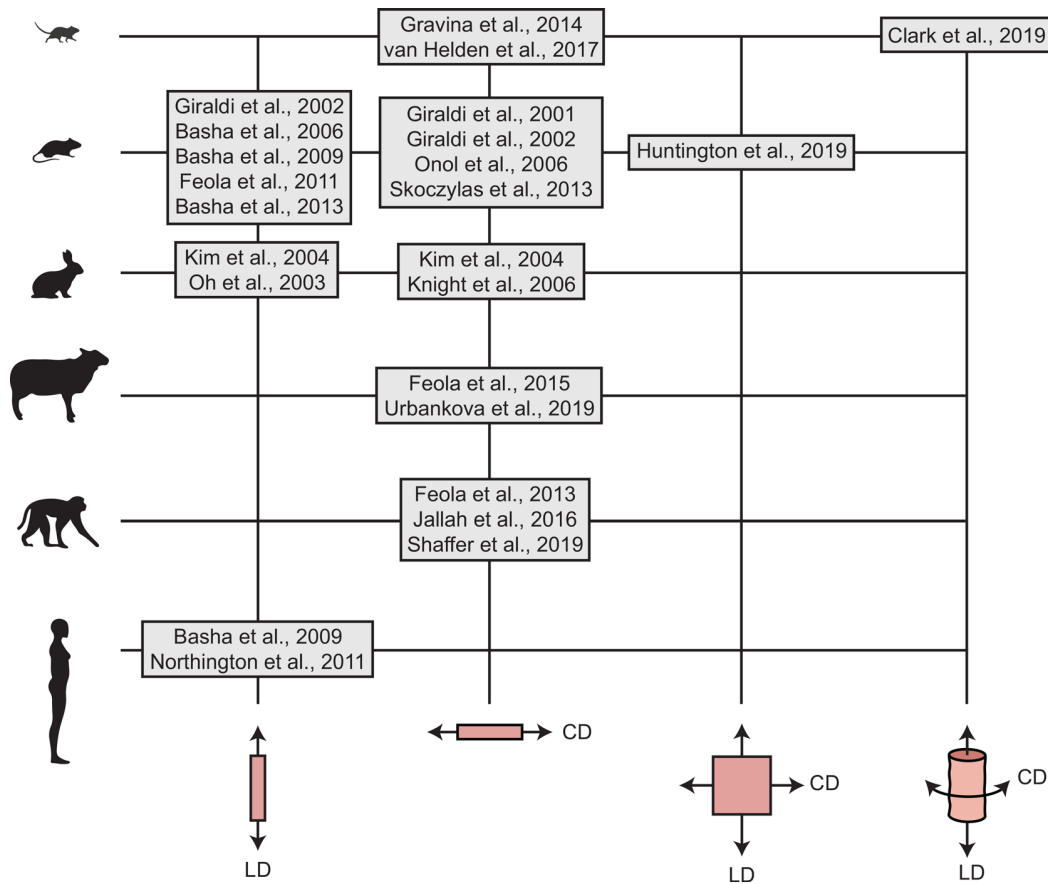 Gravina et al., 2014
van Helden et al., 2017
Clark et al., 2019
Giraldi et al., 2002
Basha et al., 2006
Basha et al., 2009
Feola et al., 2011
Basha et al., 2013
Giraldi et al., 2001
Giraldi et al., 2002
Onol et al., 2006
Skoczylas et al., 2013
Huntington et al., 2019
Kim et al., 2004
Oh et al., 2003
Kim et al., 2004
Knight et al., 2006
Feola et al., 2015
Urbankova et al., 2019
Feola et al., 2013
Jallah et al., 2016
Shaffer et al., 2019
Basha et al., 2009
Northington et al., 2011
LD
CD
CD
LD
CD
LD